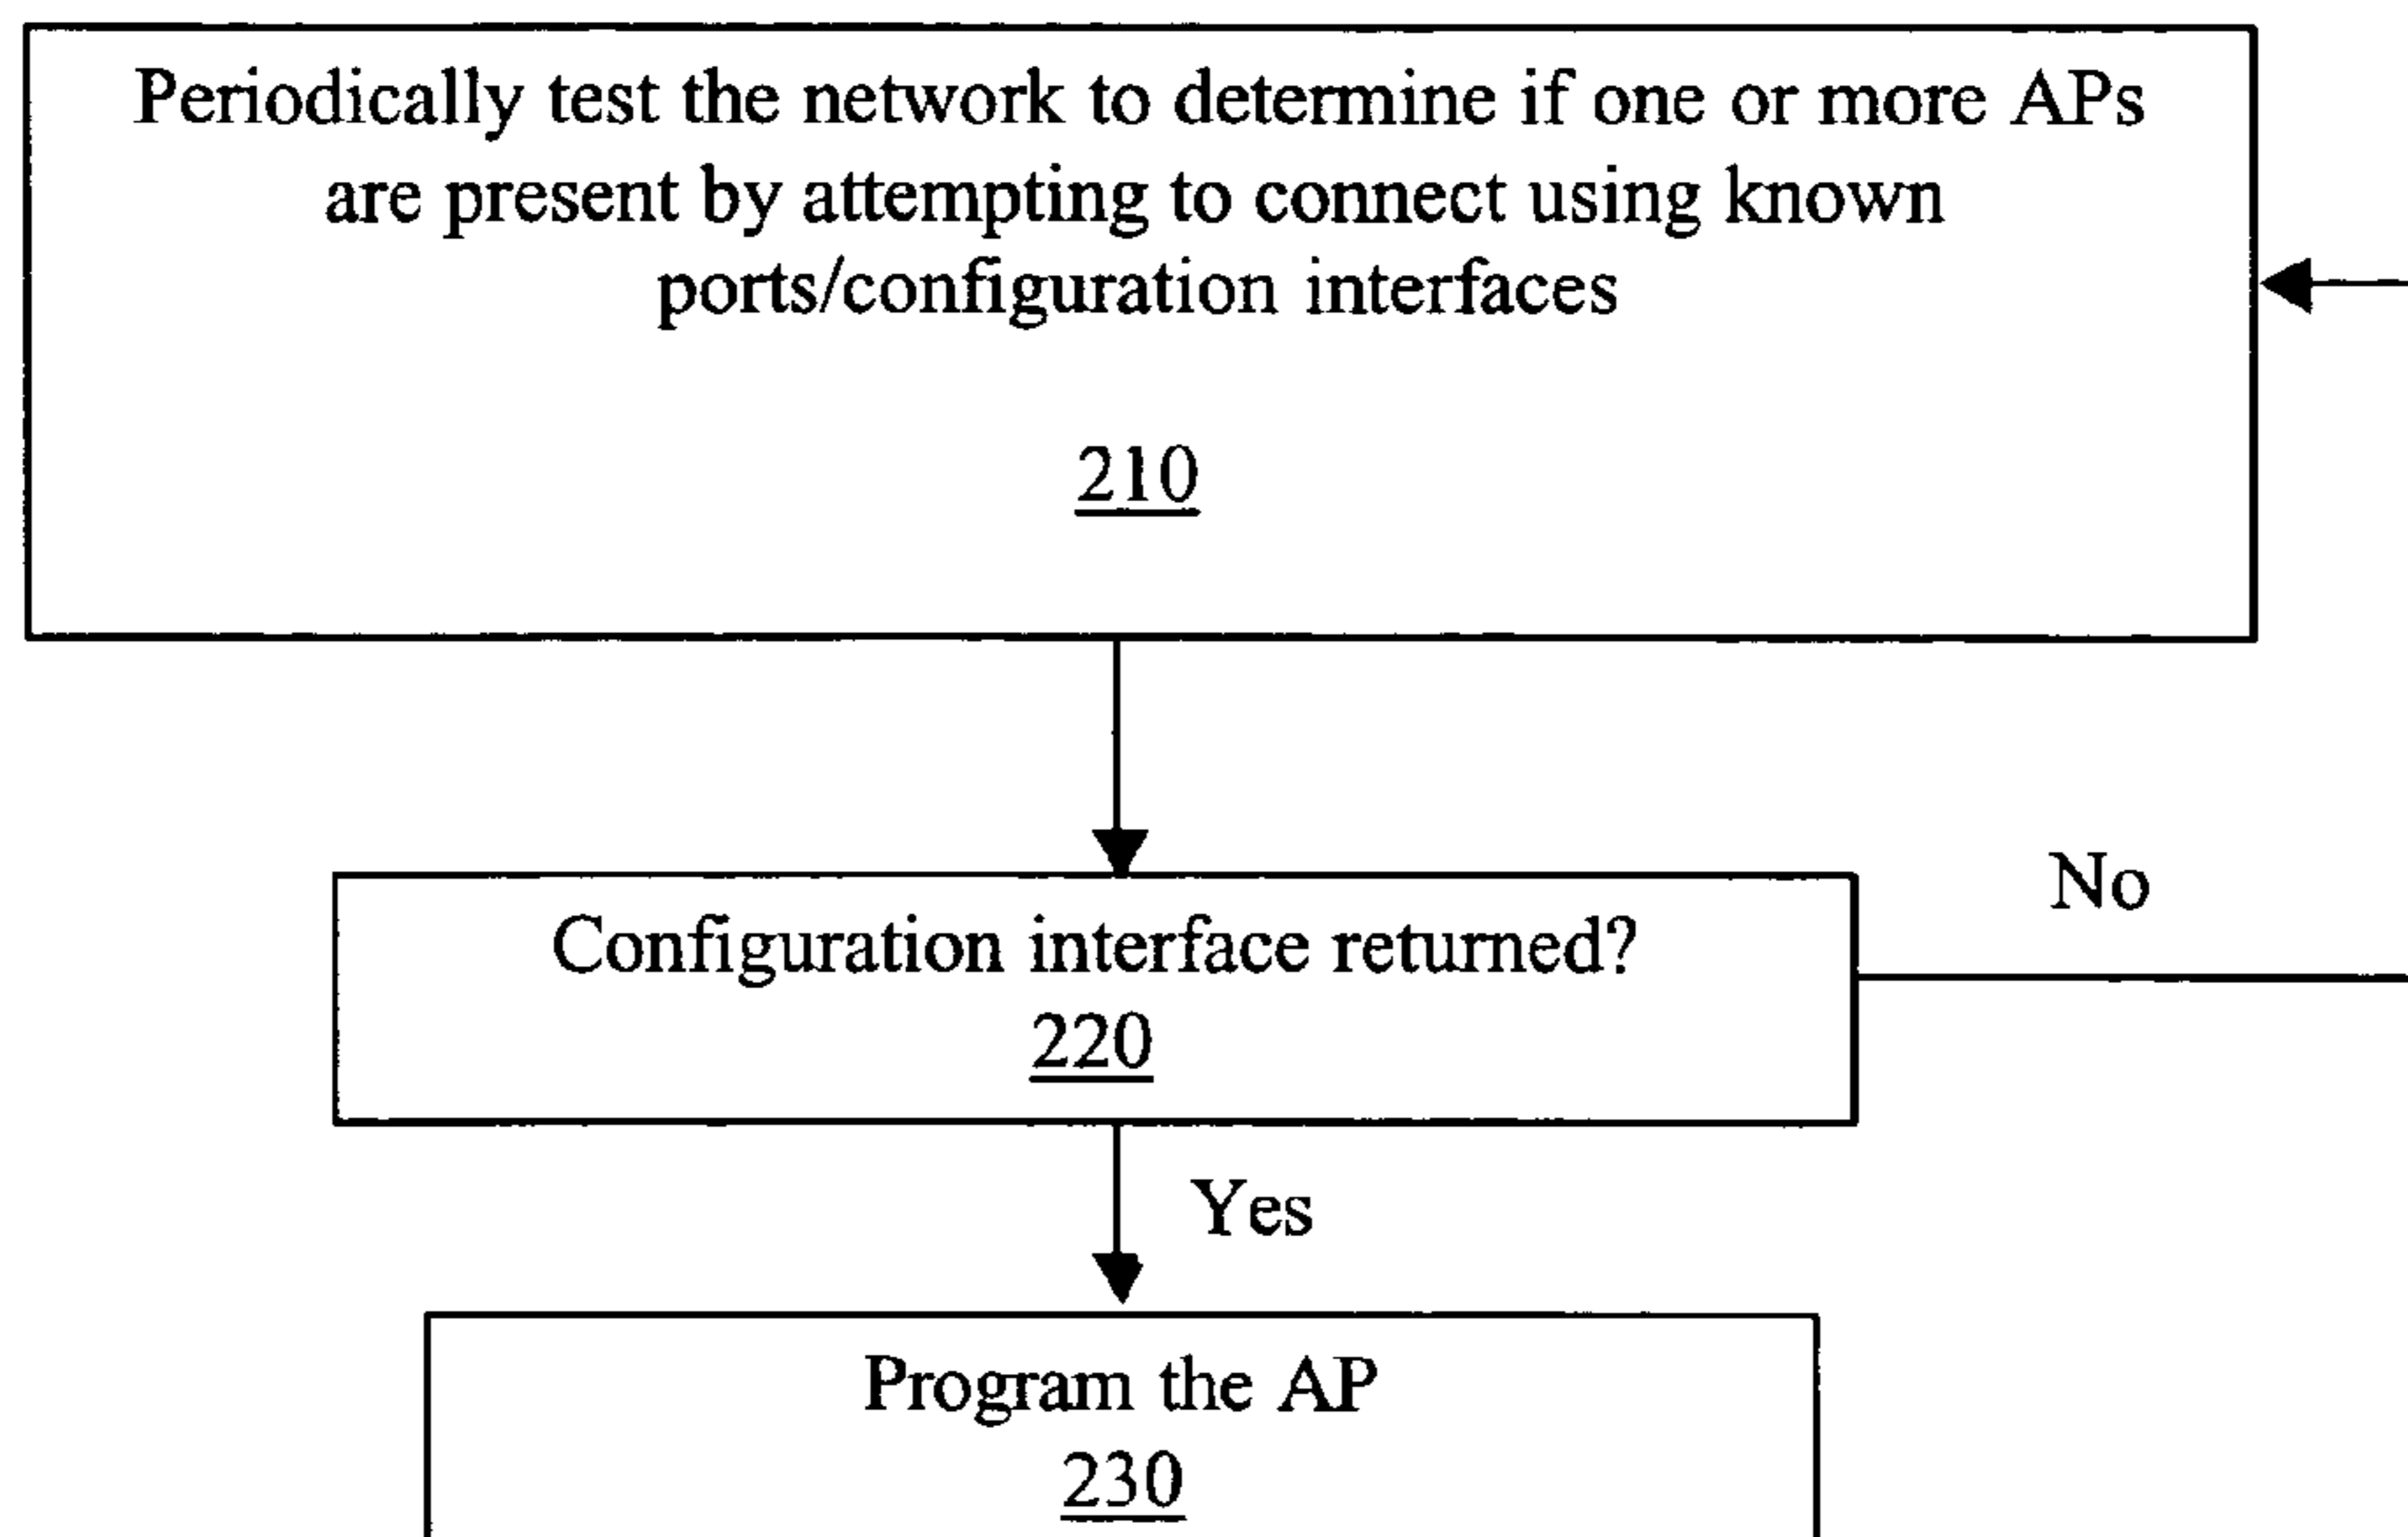 Periodically test the network to determine if one or more APs
are present by attempting to connect using known
ports/configuration interfaces
210
No
Configuration interface returned?
220
Yes
Program the AP
230